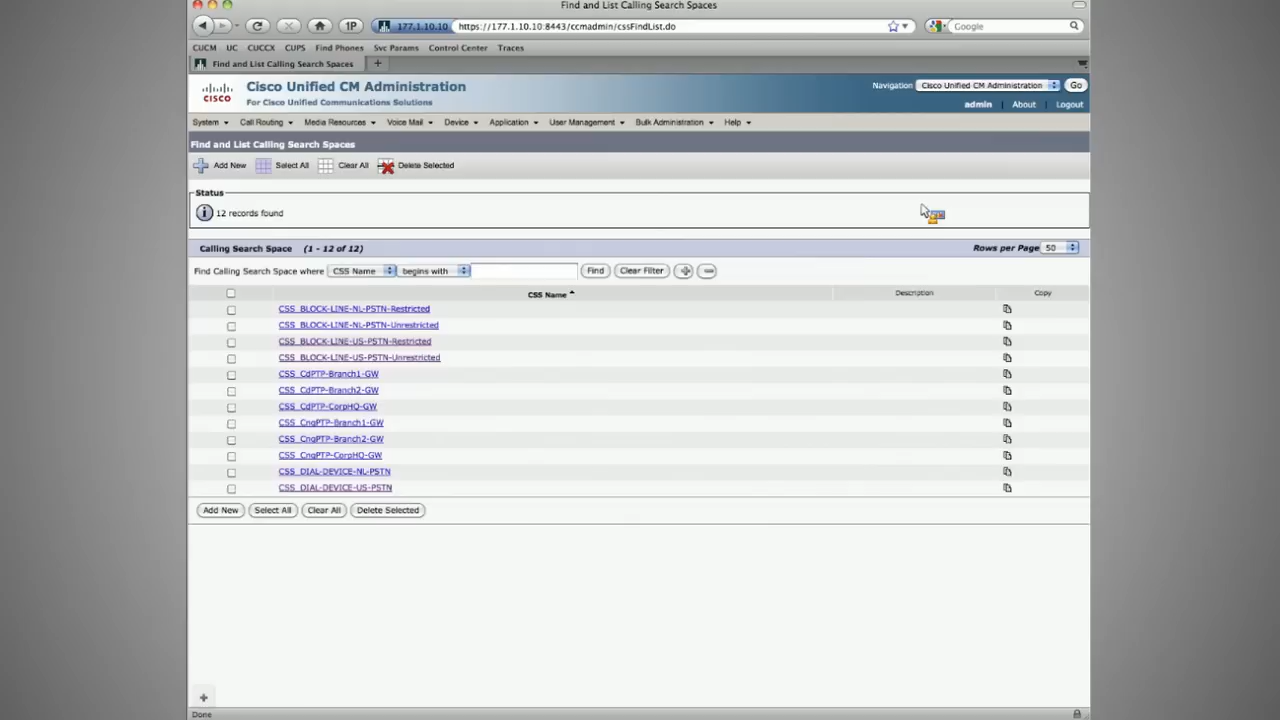 Find and List Calling Search Spaces
1P 177.1.10.10 https://177.1.10.10:8443/ccmadmin/cssFindList.do Google
CUCM UC CUCCX CUPS Find Phones Svc Params Control Center Traces
Find and List Calling Search Spaces +
cisco Cisco Unified CM Administration Navigation Cisco Unified CM Administration Go
For Cisco Unified Communications Solutions admin | About | Logout
System Call Routing Media Resources Voice Mail Device Application User Management Bulk Administration Help
Find and List Calling Search Spaces
Add New Select All Clear All Delete Selected
Status
12 records found
Calling Search Space (1 - 12 of 12) Rows per Page 50
Find Calling Search Space where CSS Name begins with Find Clear Filter
CSS Name Description Copy
CSS_BLOCK-LINE-NL-PSTN-Restricted
CSS_BLOCK-LINE-NL-PSTN-Unrestricted
CSS_BLOCK-LINE-US-PSTN-Restricted
CSS_BLOCK-LINE-US-PSTN-Unrestricted
CSS_CdPTP-Branch1-GW
CSS_CdPTP-Branch2-GW
CSS_CdPTP-CorpHQ-GW
CSS_CngPTP-Branch1-GW
CSS_CngPTP-Branch2-GW
CSS_CngPTP-CorpHQ-GW
CSS_DIAL-DEVICE-NL-PSTN
CSS_DIAL-DEVICE-US-PSTN
Add New Select All Clear All Delete Selected
Done